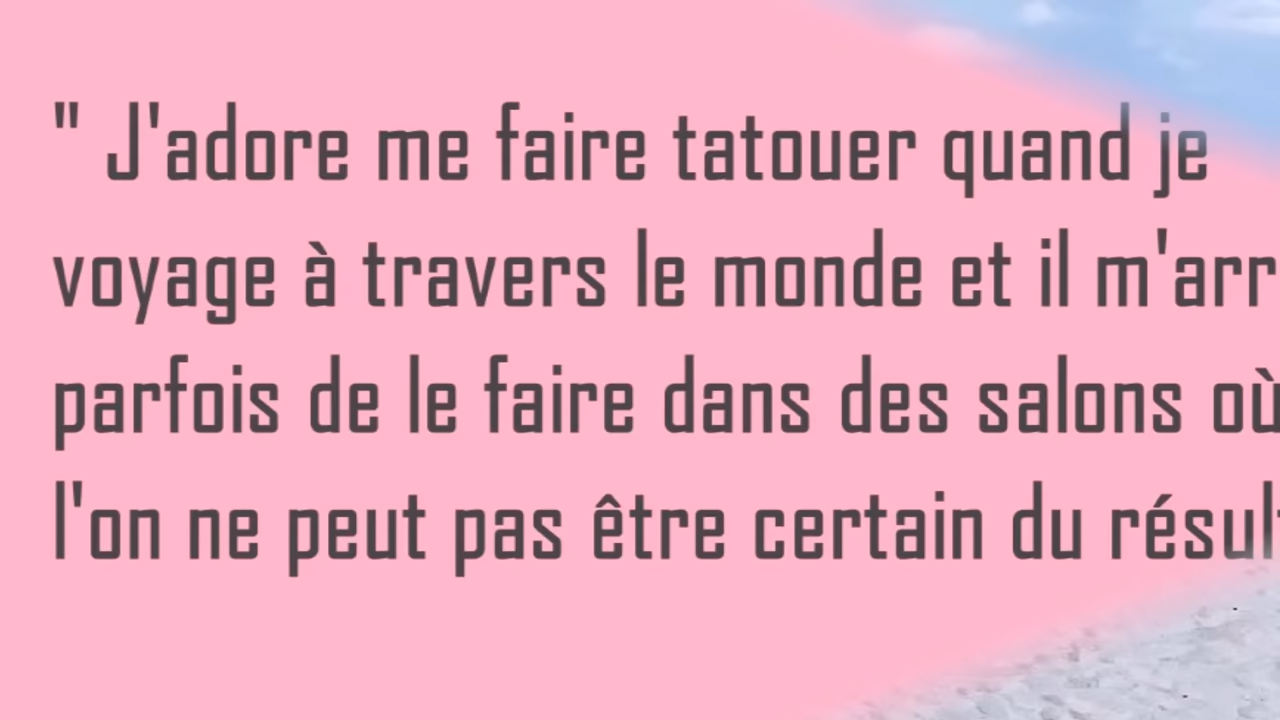 " J'adore me faire tatouer quand je
voyage à travers le monde et il m'arr
parfois de le faire dans des salons où
l'on ne peut pas être certain du résul